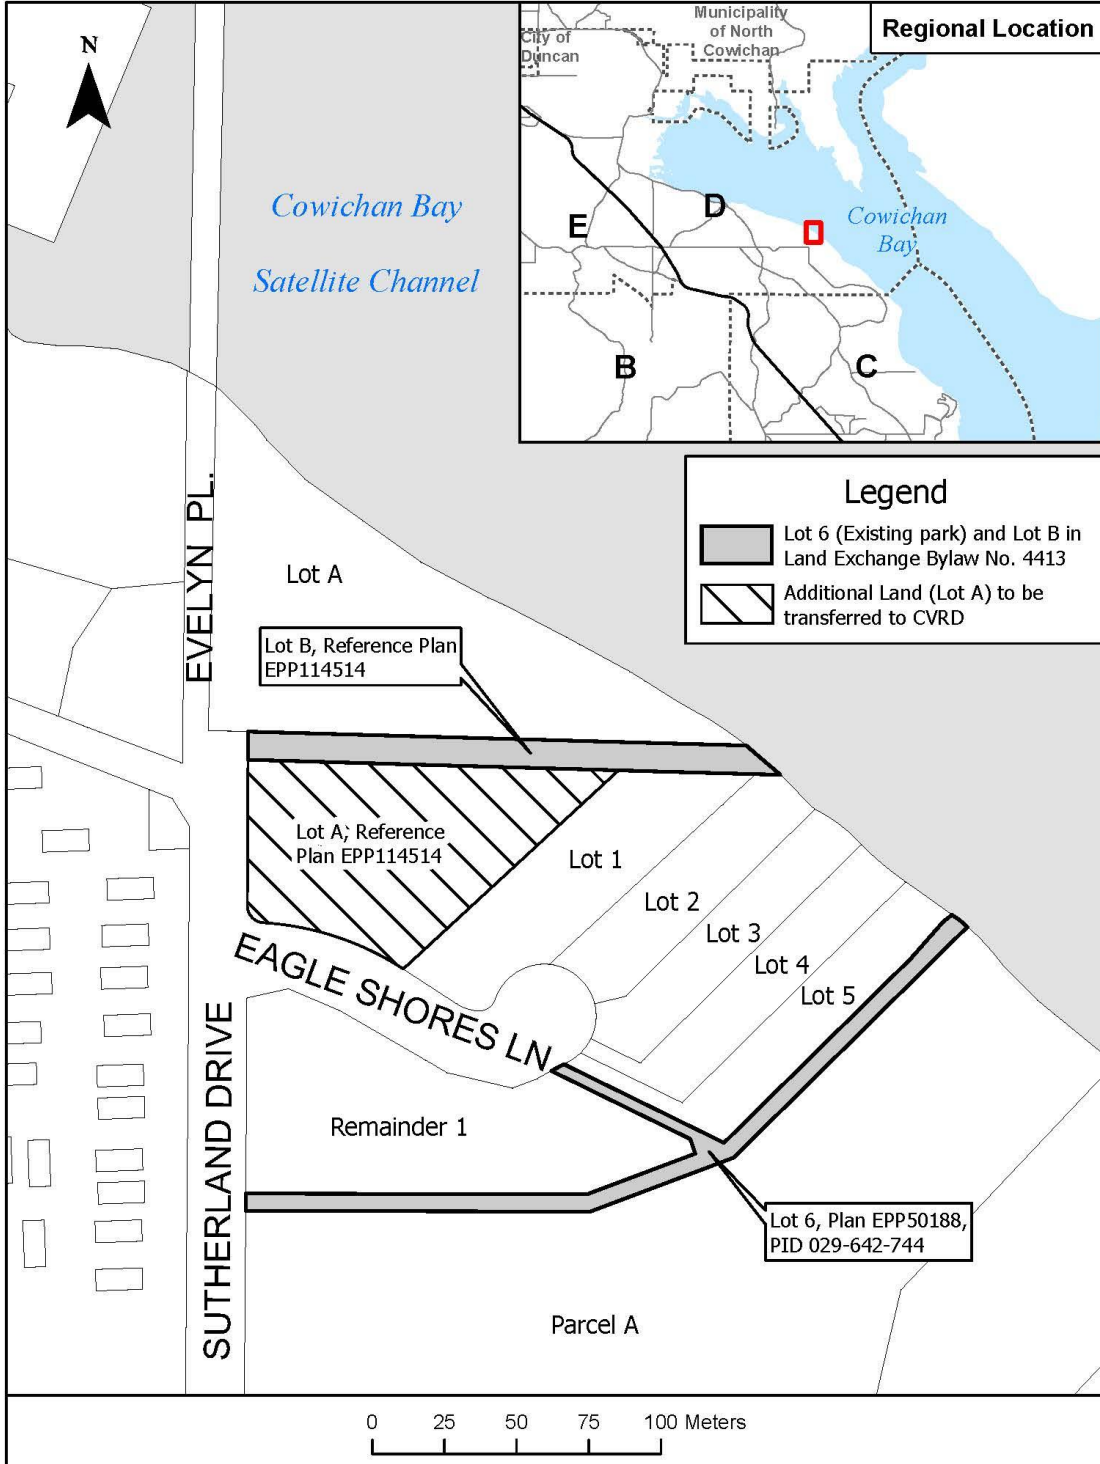 N
Cowichan Bay
Satellite Channel
Regional Location
Municipality
of North
Cowichan
City of
Duncan
D
E
Cowichan
Bay
B
C
Legend
Lot 6 (Existing park) and Lot B in
Land Exchange Bylaw No. 4413
Additional Land (Lot A) to be
transferred to CVRD
EVELYN PL.
Lot A
Lot B, Reference Plan
EPP114514
Lot A, Reference
Plan EPP114514
Lot 1
Lot 2
Lot 3
Lot 4
Lot 5
EAGLE SHORES LN
SUTHERLAND DRIVE
Remainder 1
Lot 6, Plan EPP50188,
PID 029-642-744
Parcel A
0 25 50 75 100 Meters